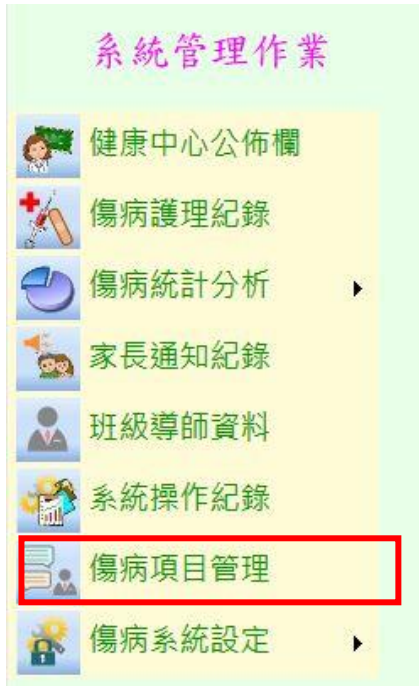 系統管理作業
健康中心公佈欄
傷病護理紀錄
傷病統計分析
家長通知紀錄
班級導師資料
系統操作紀錄
傷病項目管理
傷病系統設定